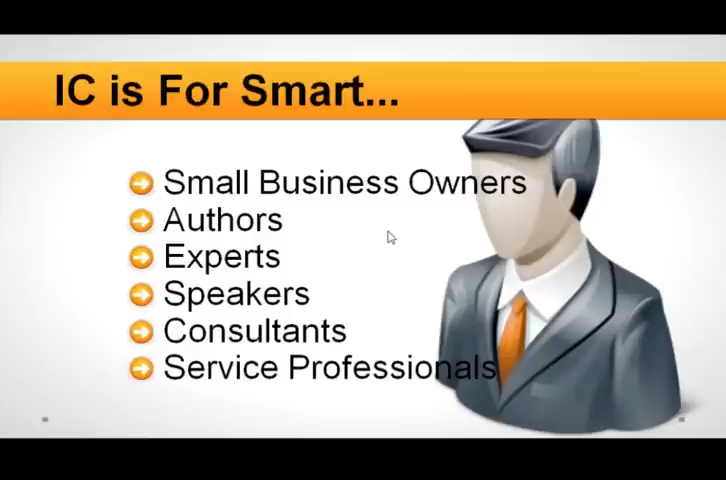 IC is For Smart...
Small Business Owners
Authors
Experts
Speakers
Consultants
Service Professionals